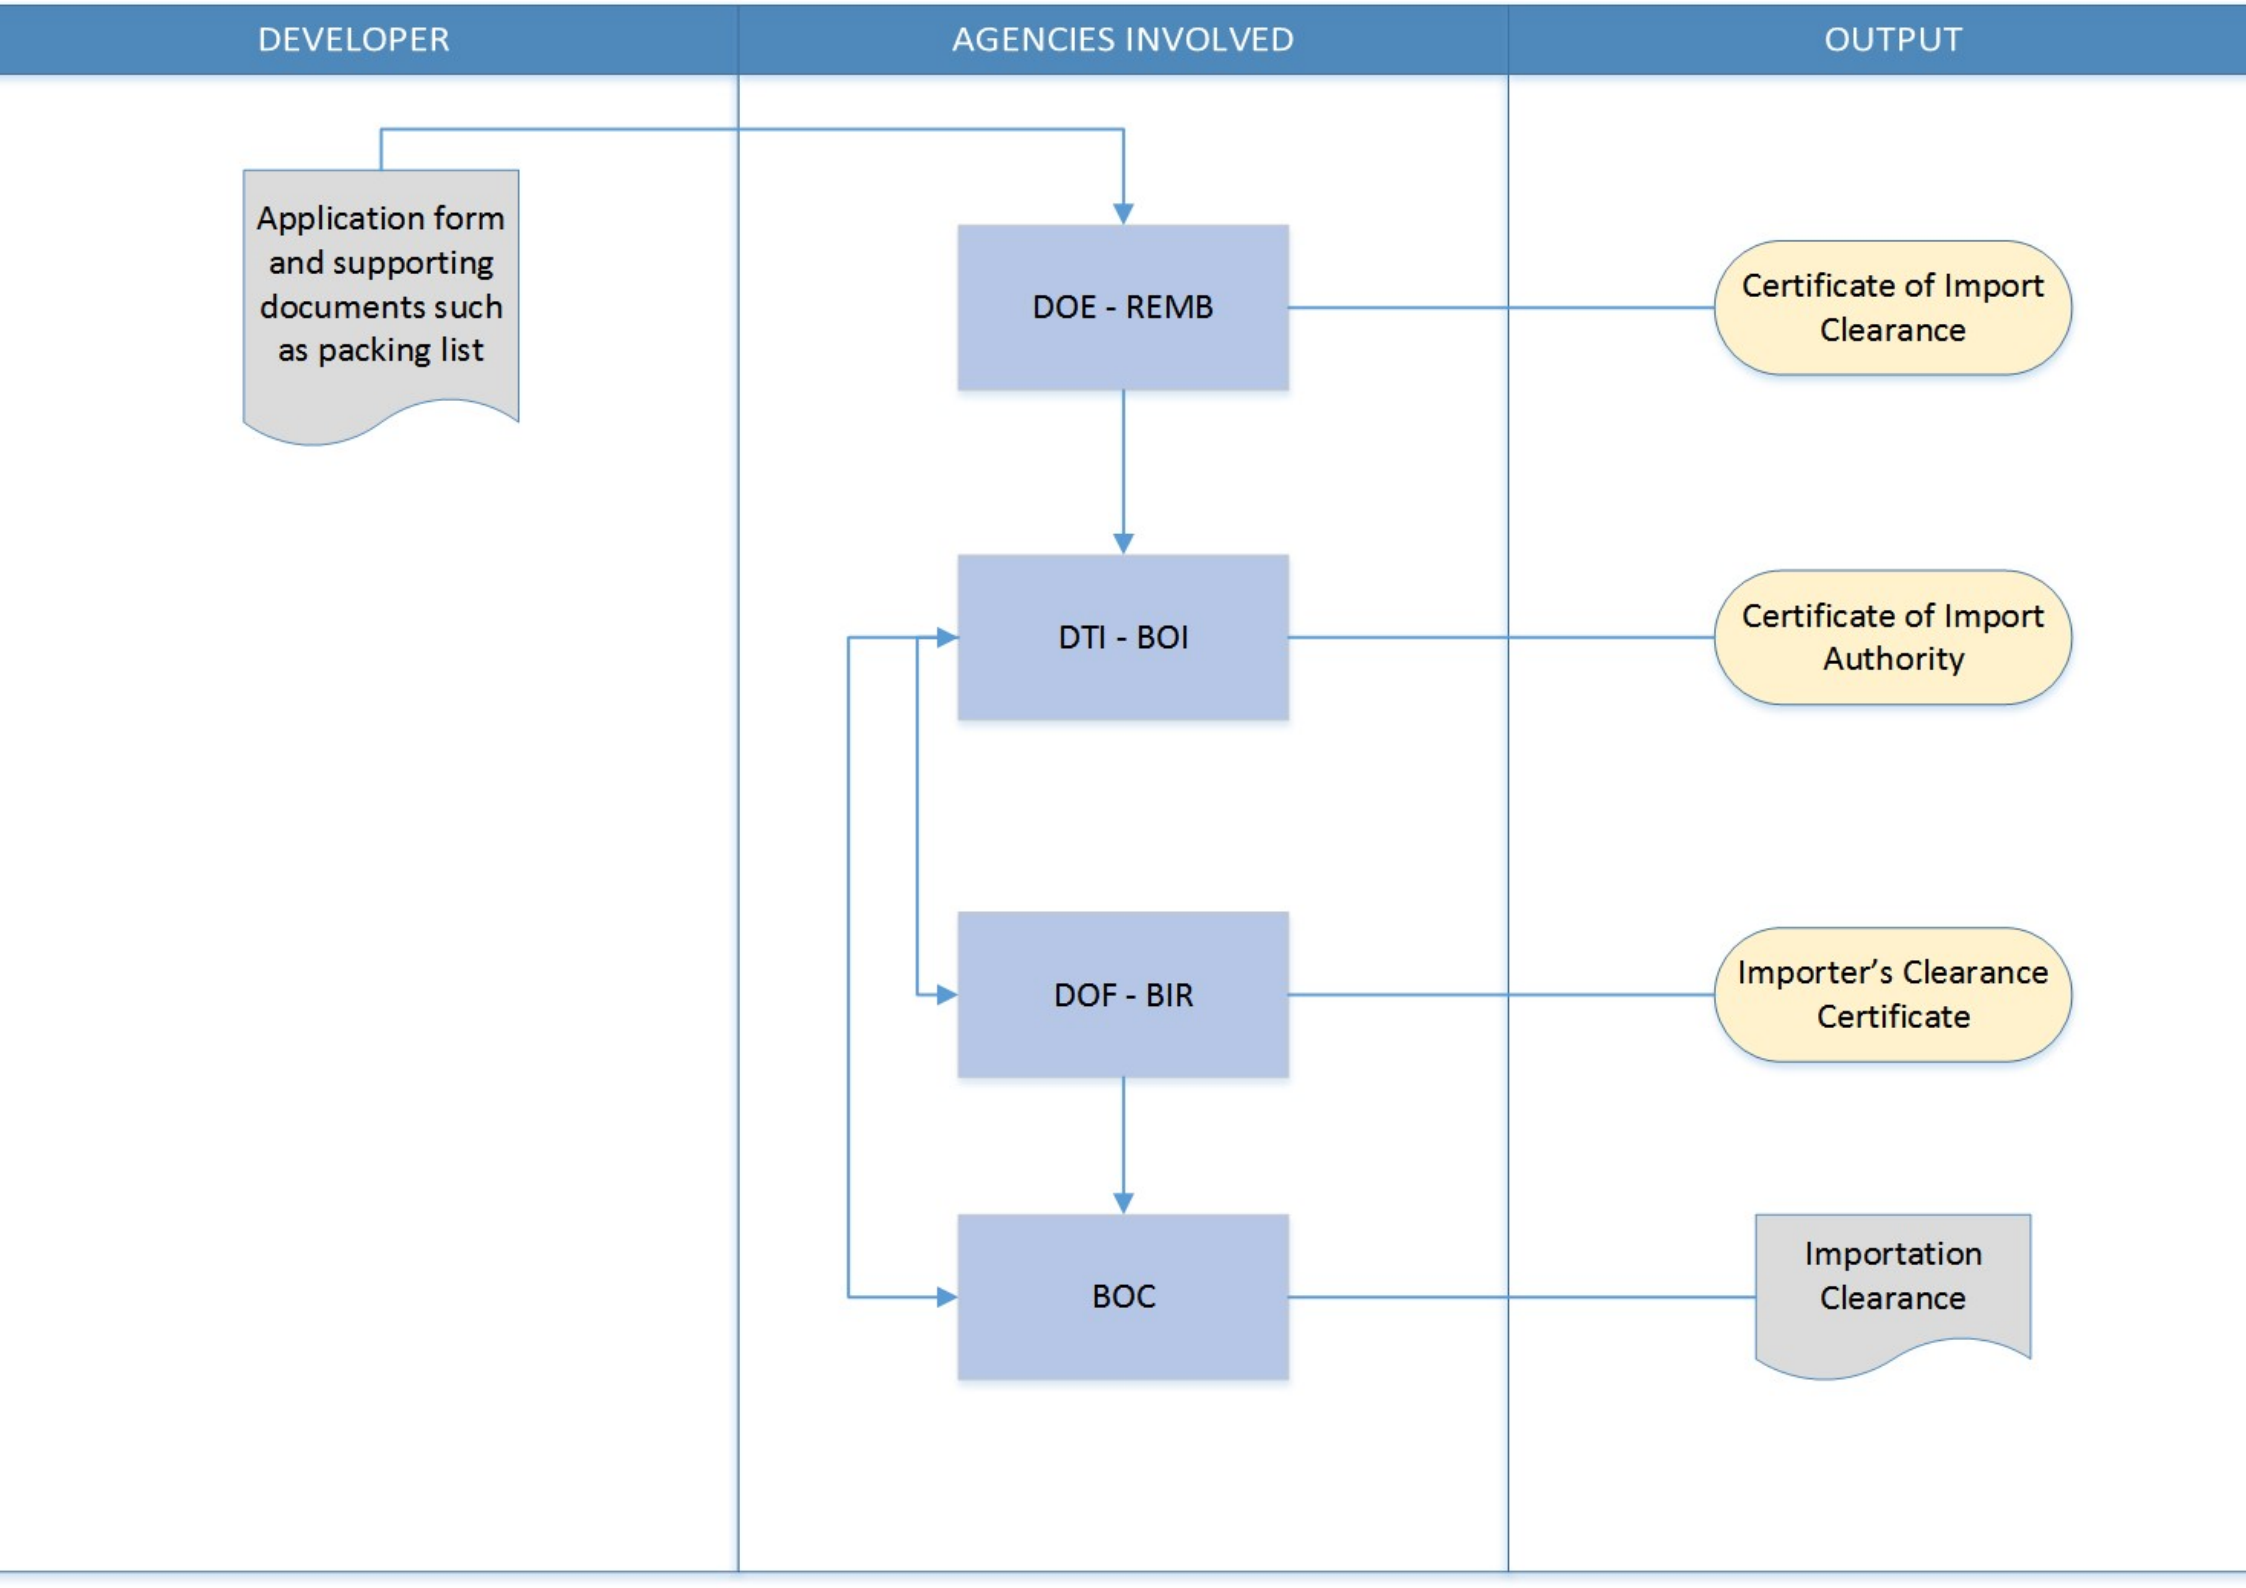 DEVELOPER
AGENCIES INVOLVED
OUTPUT
Application form
and supporting
documents such
as packing list
DOE - REMB
Certificate of Import
Clearance
DTI - BOI
Certificate of Import
Authority
DOF - BIR
Importer’s Clearance
Certificate
BOC
Importation
Clearance